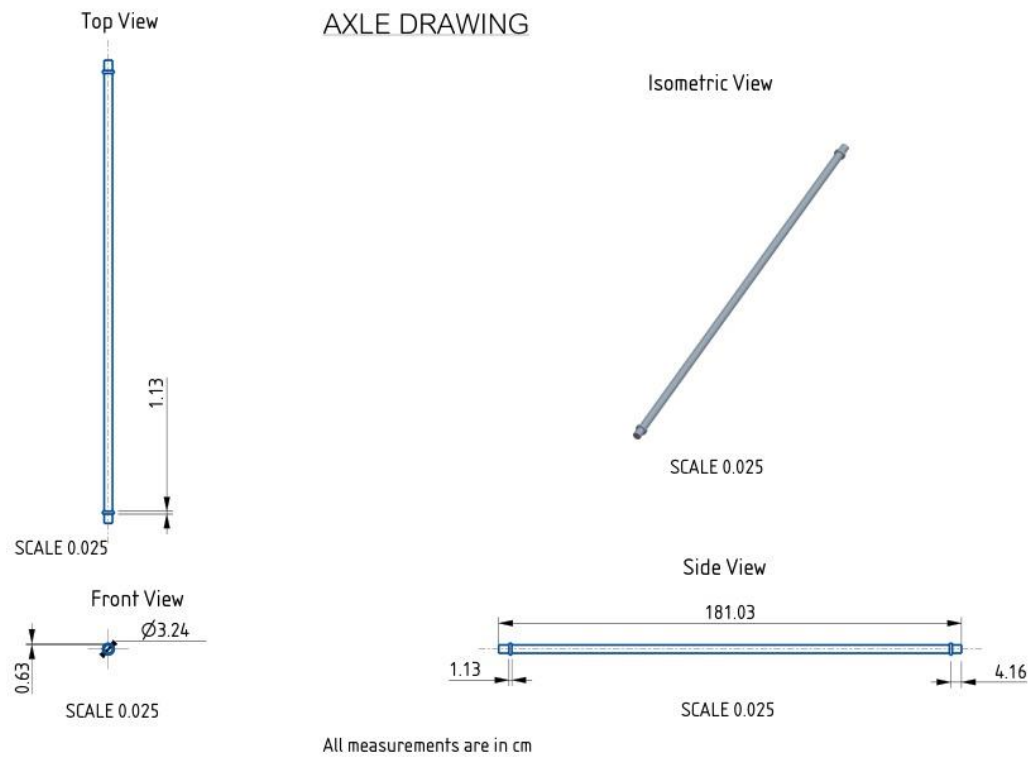 Top View
AXLE DRAWING
Isometric View
1.13
SCALE 0.025
SCALE 0.025
Front View
Ø3.24
0.63
SCALE 0.025
Side View
181.03
1.13
4.16
SCALE 0.025
All measurements are in cm